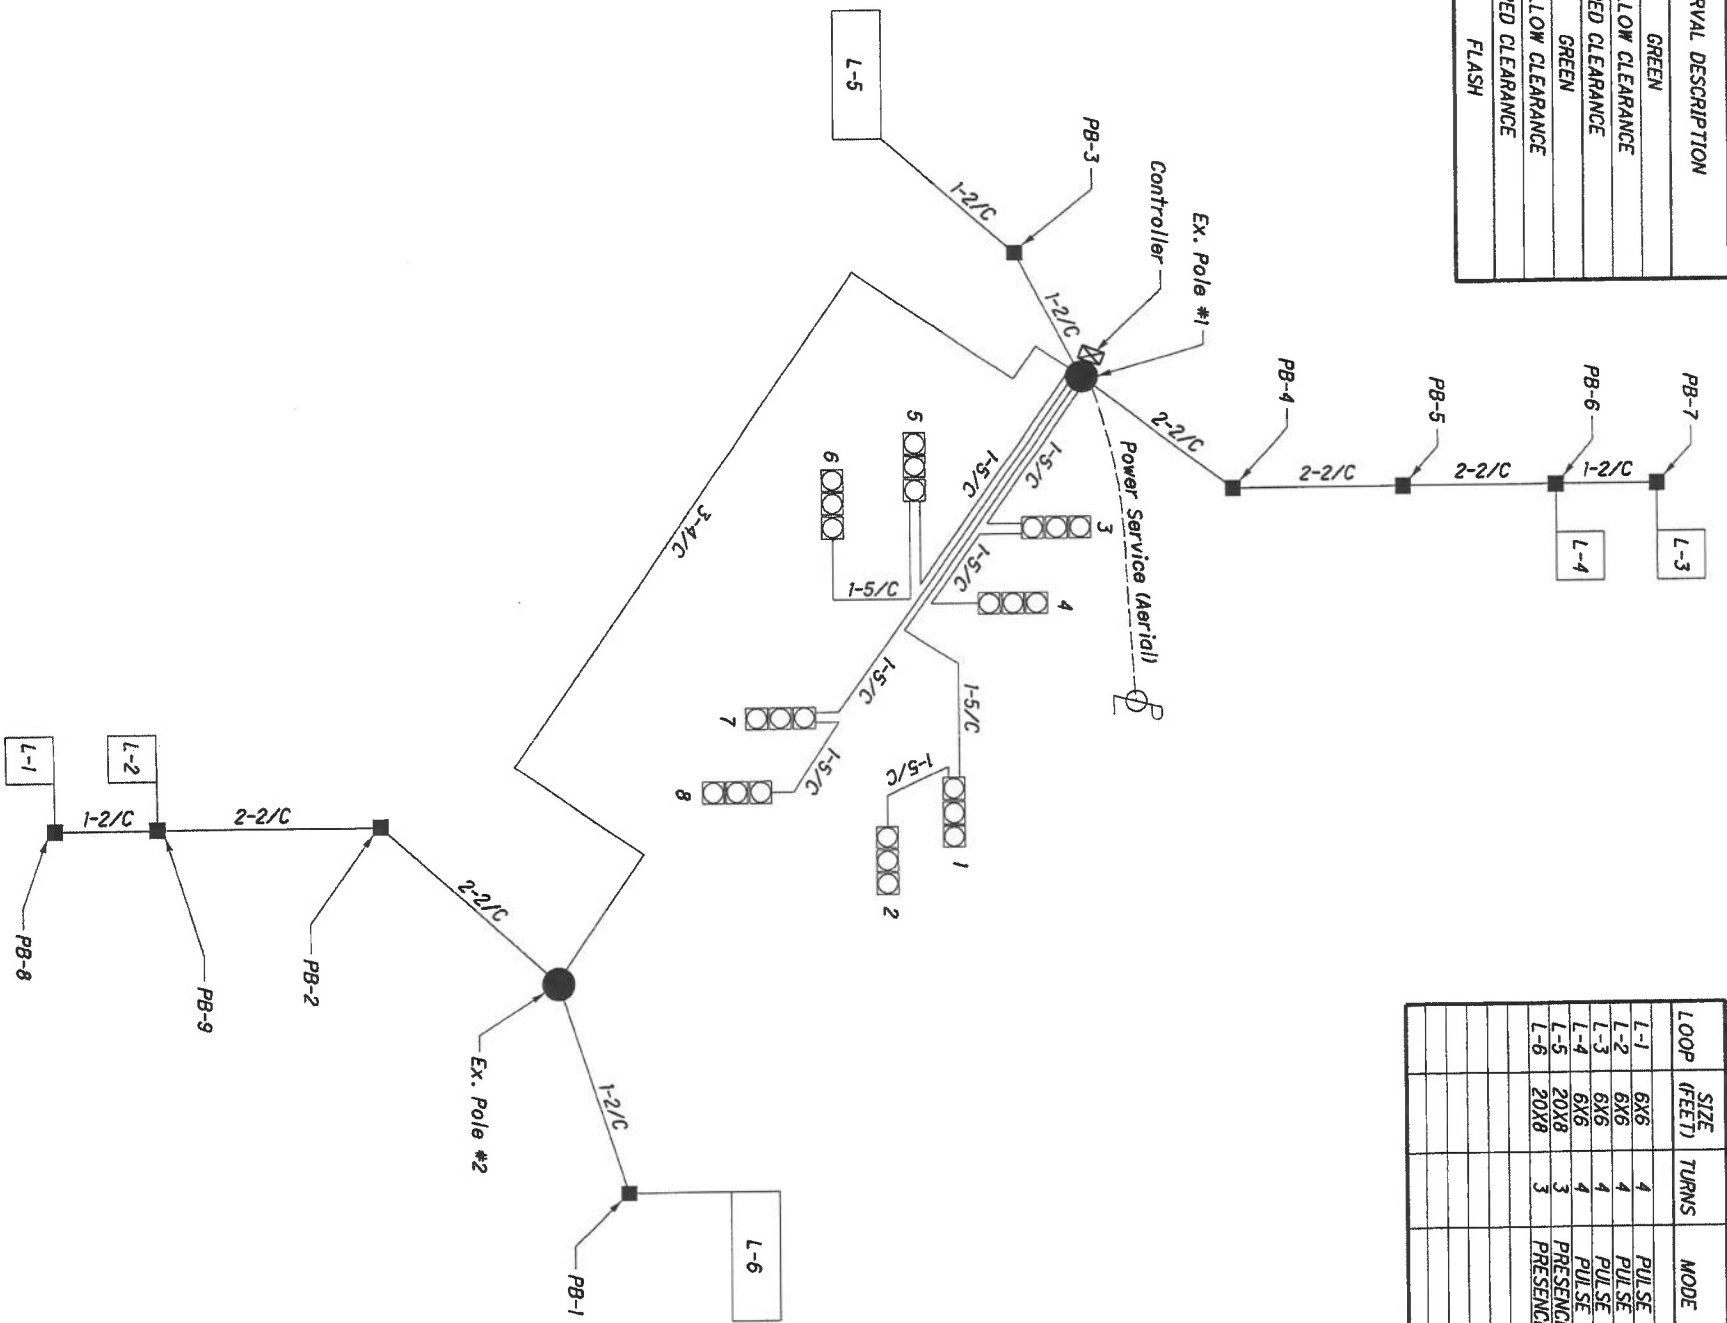 RVAL DESCRIPTION
GREEN
LLOW CLEARANCE
RED CLEARANCE
GREEN
LLOW CLEARANCE
RED CLEARANCE
FLASH
LOOP SIZE (FEET) TURNS MODE
L-1 6X6 4 PULSE
L-2 6X6 4 PULSE
L-3 6X6 4 PULSE
L-4 6X6 4 PULSE
L-5 20X8 3 PRESENC
L-6 20X8 3 PRESENC
PB-7
L-3
1-2/C
PB-6
L-4
2-2/C
PB-5
2-2/C
PB-4
2-2/C
Power Service (Aerial)
P
Ex. Pole #1
Controller
PB-3
1-2/C
1-2/C
L-5
1-5/C
1-5/C
3
1-5/C
4
5
6
1-5/C
1-5/C
1-5/C
1
1-5/C
2
7
1-5/C
8
3-4/C
Ex. Pole #2
1-2/C
PB-1
L-6
2-2/C
PB-2
2-2/C
PB-9
L-2
1-2/C
PB-8
L-1